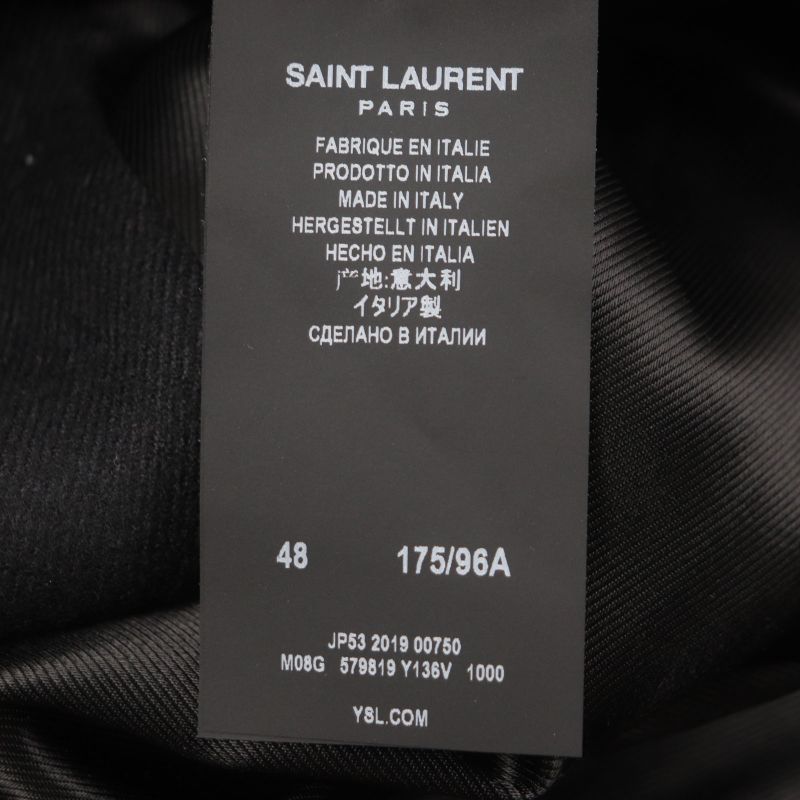 SAINT LAURENT
PARIS
FABRIQUE EN ITALIE
PRODOTTO IN ITALIA
MADE IN ITALY
HERGESTELLT IN ITALIEN
HECHO EN ITALIA
产地:意大利
イタリア製
СДЕЛАНО В ИТАЛИИ
48 175/96A
JP53 2019 00750
M08G 579819 Y136V 1000
YSL.COM